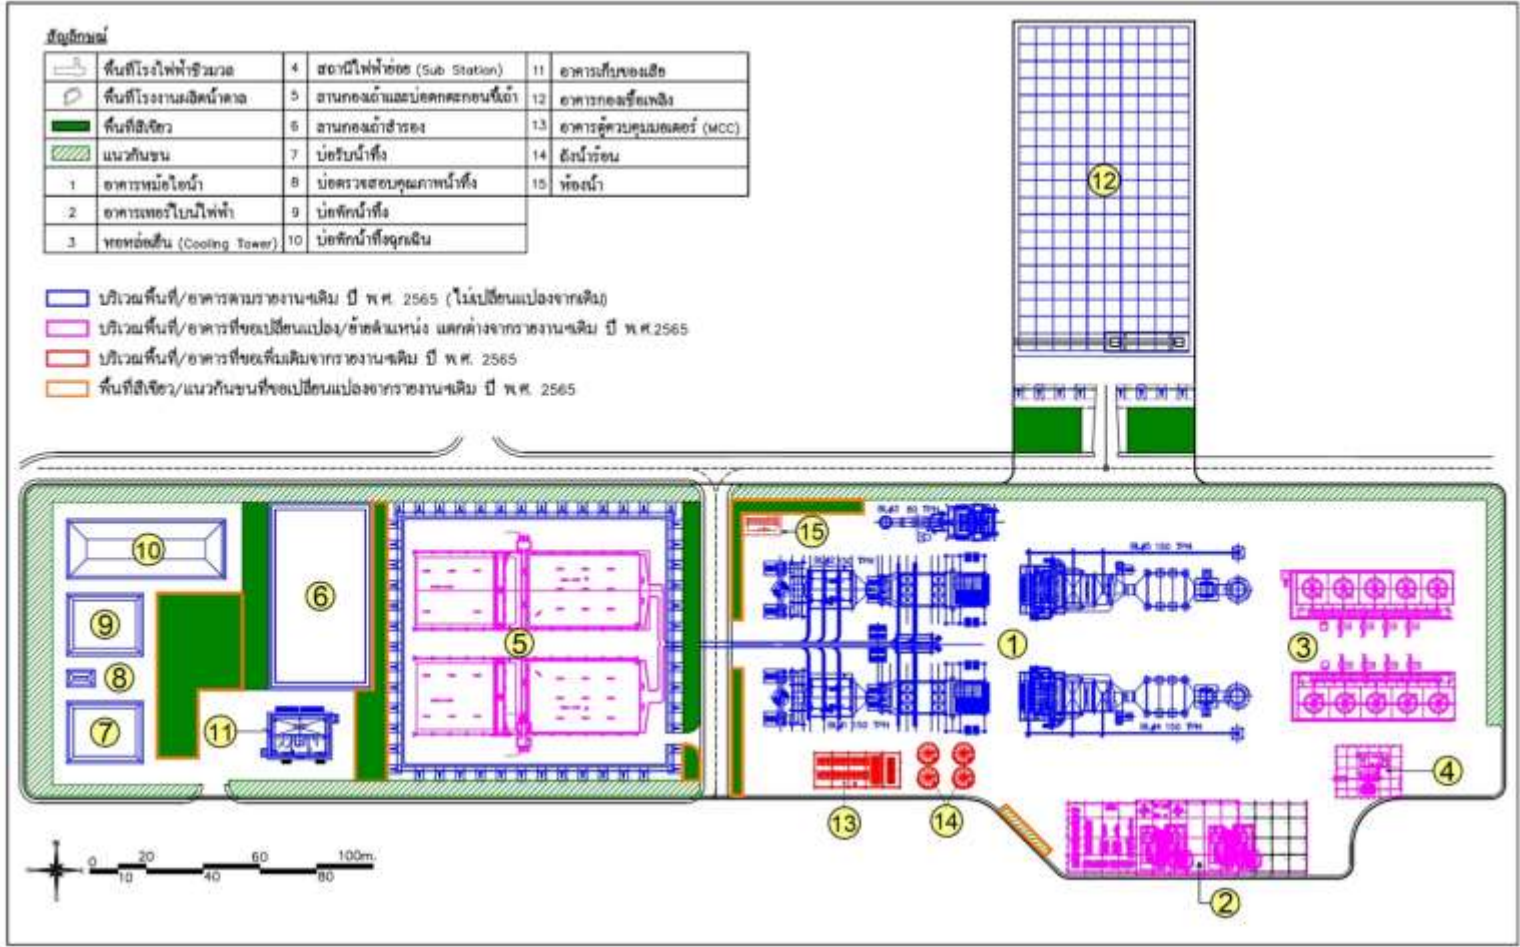 สัญลักษณ์
พื้นที่โรงไฟฟ้าชีวมวล 4 สถานีไฟฟ้าย่อย (Sub Station) 11 อาคารเก็บของเสีย
พื้นที่โรงงานผลิตน้ำตาล 5 ลานกองเถ้าและบ่อตกตะกอนขี้เถ้า 12 อาคารกองเชื้อเพลิง
พื้นที่สีเขียว 6 ลานกองเถ้าสำรอง 13 อาคารตู้ควบคุมมอเตอร์ (MCC)
แนวกันชน 7 บ่อรับน้ำทิ้ง 14 ถังน้ำร้อน
1 อาคารหม้อไอน้ำ 8 บ่อตรวจสอบคุณภาพน้ำทิ้ง 15 ห้องน้ำ
2 อาคารเทอร์ไบน์ไฟฟ้า 9 บ่อพักน้ำทิ้ง
3 หอหล่อเย็น (Cooling Tower) 10 บ่อพักน้ำทิ้งฉุกเฉิน
บริเวณพื้นที่/อาคารตามรายงานฯเดิม ปี พ.ศ. 2565 (ไม่เปลี่ยนแปลงจากเดิม)
บริเวณพื้นที่/อาคารที่ขอเปลี่ยนแปลง/ย้ายตำแหน่ง แตกต่างจากรายงานฯเดิม ปี พ.ศ.2565
บริเวณพื้นที่/อาคารที่ขอเพิ่มเติมจากรายงานฯเดิม ปี พ.ศ. 2565
พื้นที่สีเขียว/แนวกันชนที่ขอเปลี่ยนแปลงจากรายงานฯเดิม ปี พ.ศ. 2565
12
10
9
8
7
6
11
5
15
1
3
4
13
14
2
0 20 60 100m.
10 40 80